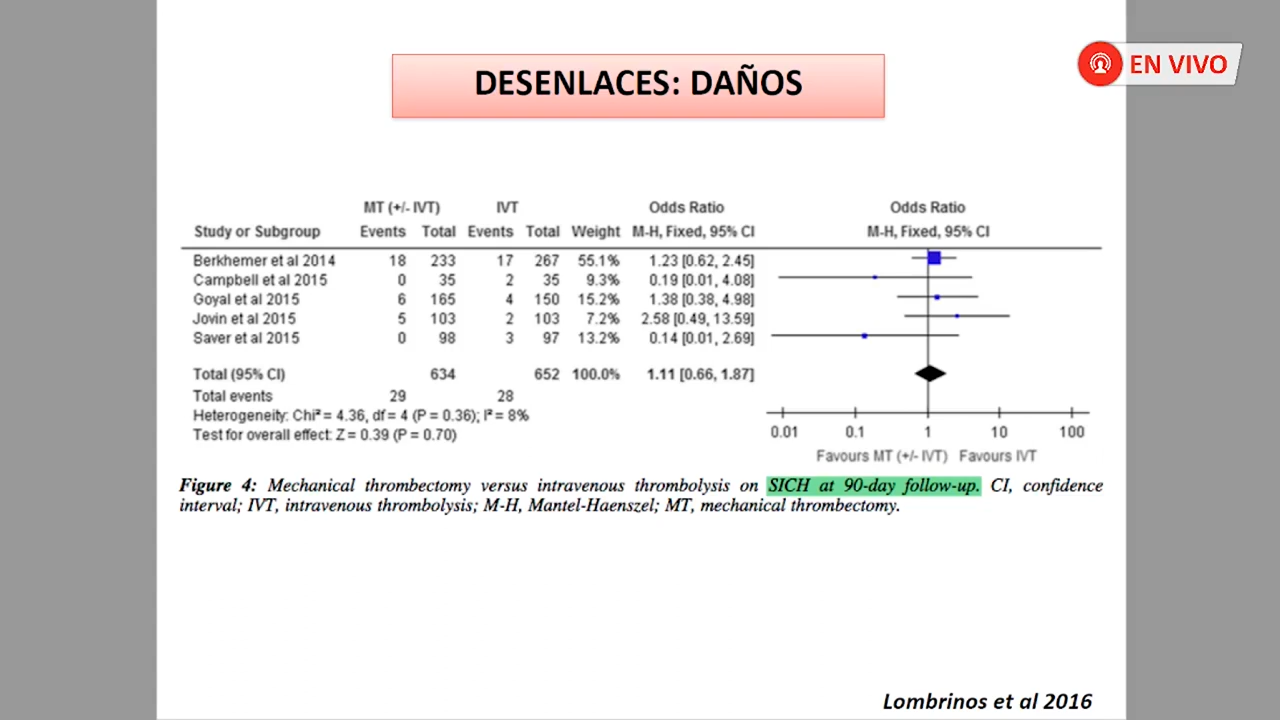 DESENLACES: DAÑOS
EN VIVO
MT (+/- IVT) IVT Odds Ratio Odds Ratio
Study or Subgroup Events Total Events Total Weight M-H, Fixed, 95% CI M-H, Fixed, 95% CI
Berkhemer et al 2014 18 233 17 267 55.1% 1.23 [0.62, 2.45]
Campbell et al 2015 0 35 2 35 9.3% 0.19 [0.01, 4.08]
Goyal et al 2015 6 165 4 150 15.2% 1.38 [0.38, 4.98]
Jovin et al 2015 5 103 2 103 7.2% 2.58 [0.49, 13.59]
Saver et al 2015 0 98 3 97 13.2% 0.14 [0.01, 2.69]
Total (95% CI) 634 652 100.0% 1.11 [0.66, 1.87]
Total events 29 28
Heterogeneity: Chi² = 4.36, df = 4 (P = 0.36); I² = 8%
Test for overall effect: Z = 0.39 (P = 0.70)
0.01 0.1 1 10 100
Favours MT (+/- IVT) Favours IVT
Figure 4: Mechanical thrombectomy versus intravenous thrombolysis on SICH at 90-day follow-up. CI, confidence
interval; IVT, intravenous thrombolysis; M-H, Mantel-Haenszel; MT, mechanical thrombectomy.
Lombrinos et al 2016